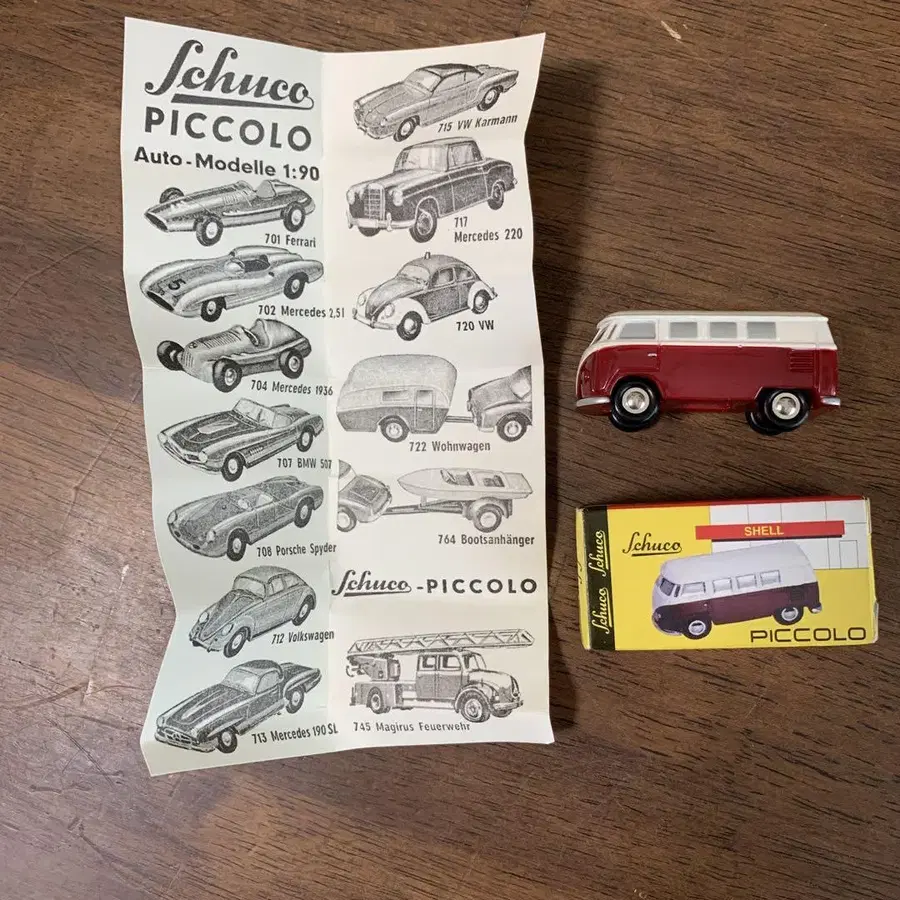 Schuco
PICCOLO
Auto-Modelle 1:90
701 Ferrari
702 Mercedes 2,5l
704 Mercedes 1936
707 BMW 507
708 Porsche Spyder
712 Volkswagen
713 Mercedes 190 SL
715 VW Karmann
717
Mercedes 220
720 VW
722 Wohnwagen
764 Bootsanhänger
Schuco-PICCOLO
745 Magirus Feuerwehr
5
Schuco
Schuco
Schuco
SHELL
PICCOLO